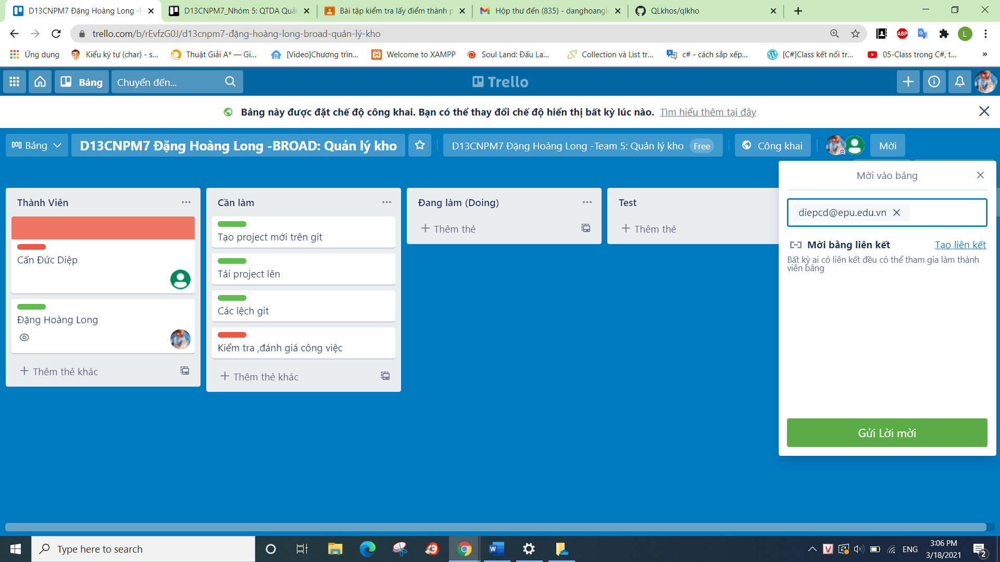 D13CNPM7 Đặng Hoàng Long -B
D13CNPM7_Nhóm 5: QTDA Quản
Bài tập kiểm tra lấy điểm thành p
Hộp thư đến (835) - danghoanglo
QLkhos/qlkho
trello.com/b/rEvfzG0J/d13cnpm7-đặng-hoàng-long-broad-quản-lý-kho
ABP
L
Ứng dụng
Kiểu ký tự (char) - s...
Thuật Giải A* — Gi...
[Video]Chương trìn...
Welcome to XAMPP
Soul Land: Đấu La...
Collection và List tr...
c# - cách sắp xếp...
[C#]Class kết nối tr...
05-Class trong C#, t...
»
Bảng
Chuyển đến...
Trello
Bảng này được đặt chế độ công khai. Bạn có thể thay đổi chế độ hiển thị bất kỳ lúc nào. Tìm hiểu thêm tại đây
Bảng
D13CNPM7 Đặng Hoàng Long -BROAD: Quản lý kho
D13CNPM7 Đặng Hoàng Long -Team 5: Quản lý kho
Free
Công khai
Mời
Thành Viên
Cấn Đức Diệp
Đặng Hoàng Long
Thêm thẻ khác
Cần làm
Tạo project mới trên git
Tải project lên
Các lệch git
Kiểm tra ,đánh giá công việc
Thêm thẻ khác
Đang làm (Doing)
Thêm thẻ
Test
Thêm thẻ
Mời vào bảng
diepcd@epu.edu.vn
Mời bằng liên kết
Tạo liên kết
Bất kỳ ai có liên kết đều có thể tham gia làm thành
viên bảng
Gửi Lời mời
Type here to search
ENG
3:06 PM
3/18/2021
2